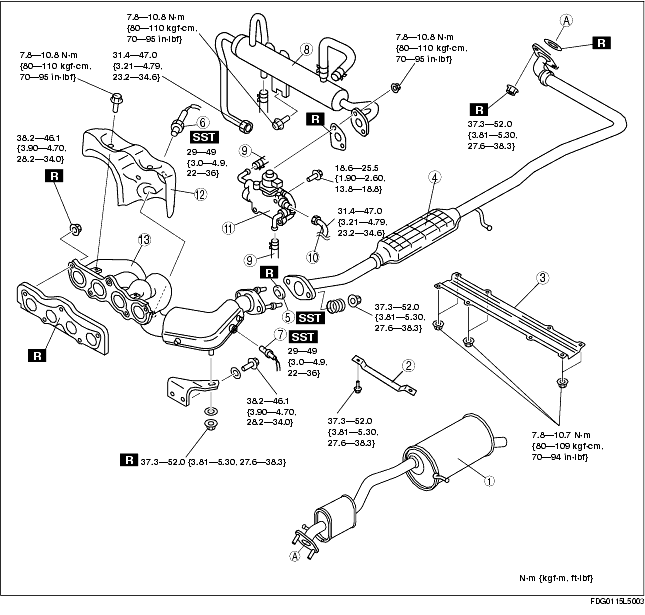 7.8—10.8 N·m
{80—110 kgf·cm,
70—95 in·lbf}
7.8—10.8 N·m
{80—110 kgf·cm,
70—95 in·lbf}
A
R
7.8—10.8 N·m
{80—110 kgf·cm,
70—95 in·lbf}
31.4—47.0
{3.21—4.79,
23.2—34.6}
8
R
37.3—52.0
{3.81—5.30,
27.6—38.3}
6
SST
29—49
{3.0—4.9,
22—36}
R
38.2—46.1
{3.90—4.70,
28.2—34.0}
R
9
18.6—25.5
{1.90—2.60,
13.8—18.8}
4
12
11
31.4—47.0
{3.21—4.79,
23.2—34.6}
10
13
9
R
3
5
SST
37.3—52.0
{3.81—5.30,
27.6—38.3}
7
SST
29—49
{3.0—4.9,
22—36}
R
2
38.2—46.1
{3.90—4.70,
28.2—34.0}
37.3—52.0
{3.81—5.30,
27.6—38.3}
7.8—10.7 N·m
{80—109 kgf·cm,
70—94 in·lbf}
R
37.3—52.0 {3.81—5.30, 27.6—38.3}
1
A
N·m {kgf·m, ft·lbf}
FDG0115L5003